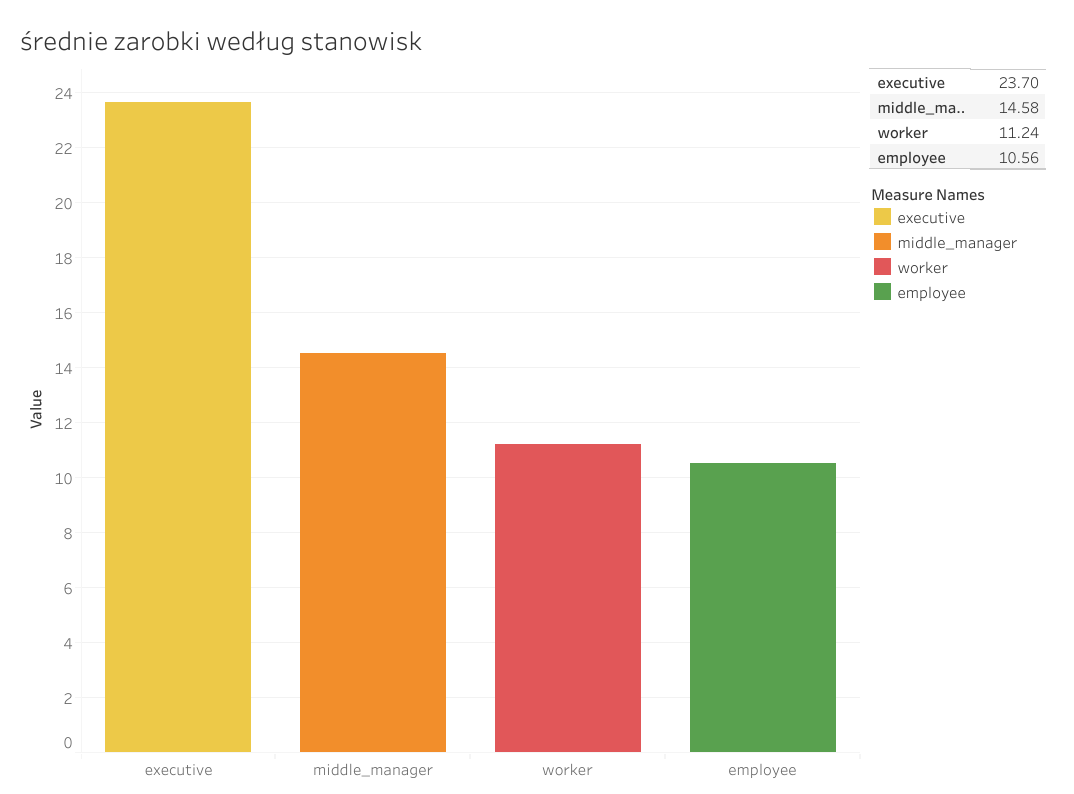 średnie zarobki według stanowisk
executive 23.70
middle_ma.. 14.58
worker 11.24
employee 10.56
Measure Names
executive
middle_manager
worker
employee
Value
24
22
20
18
16
14
12
10
8
6
4
2
0
executive middle_manager worker employee